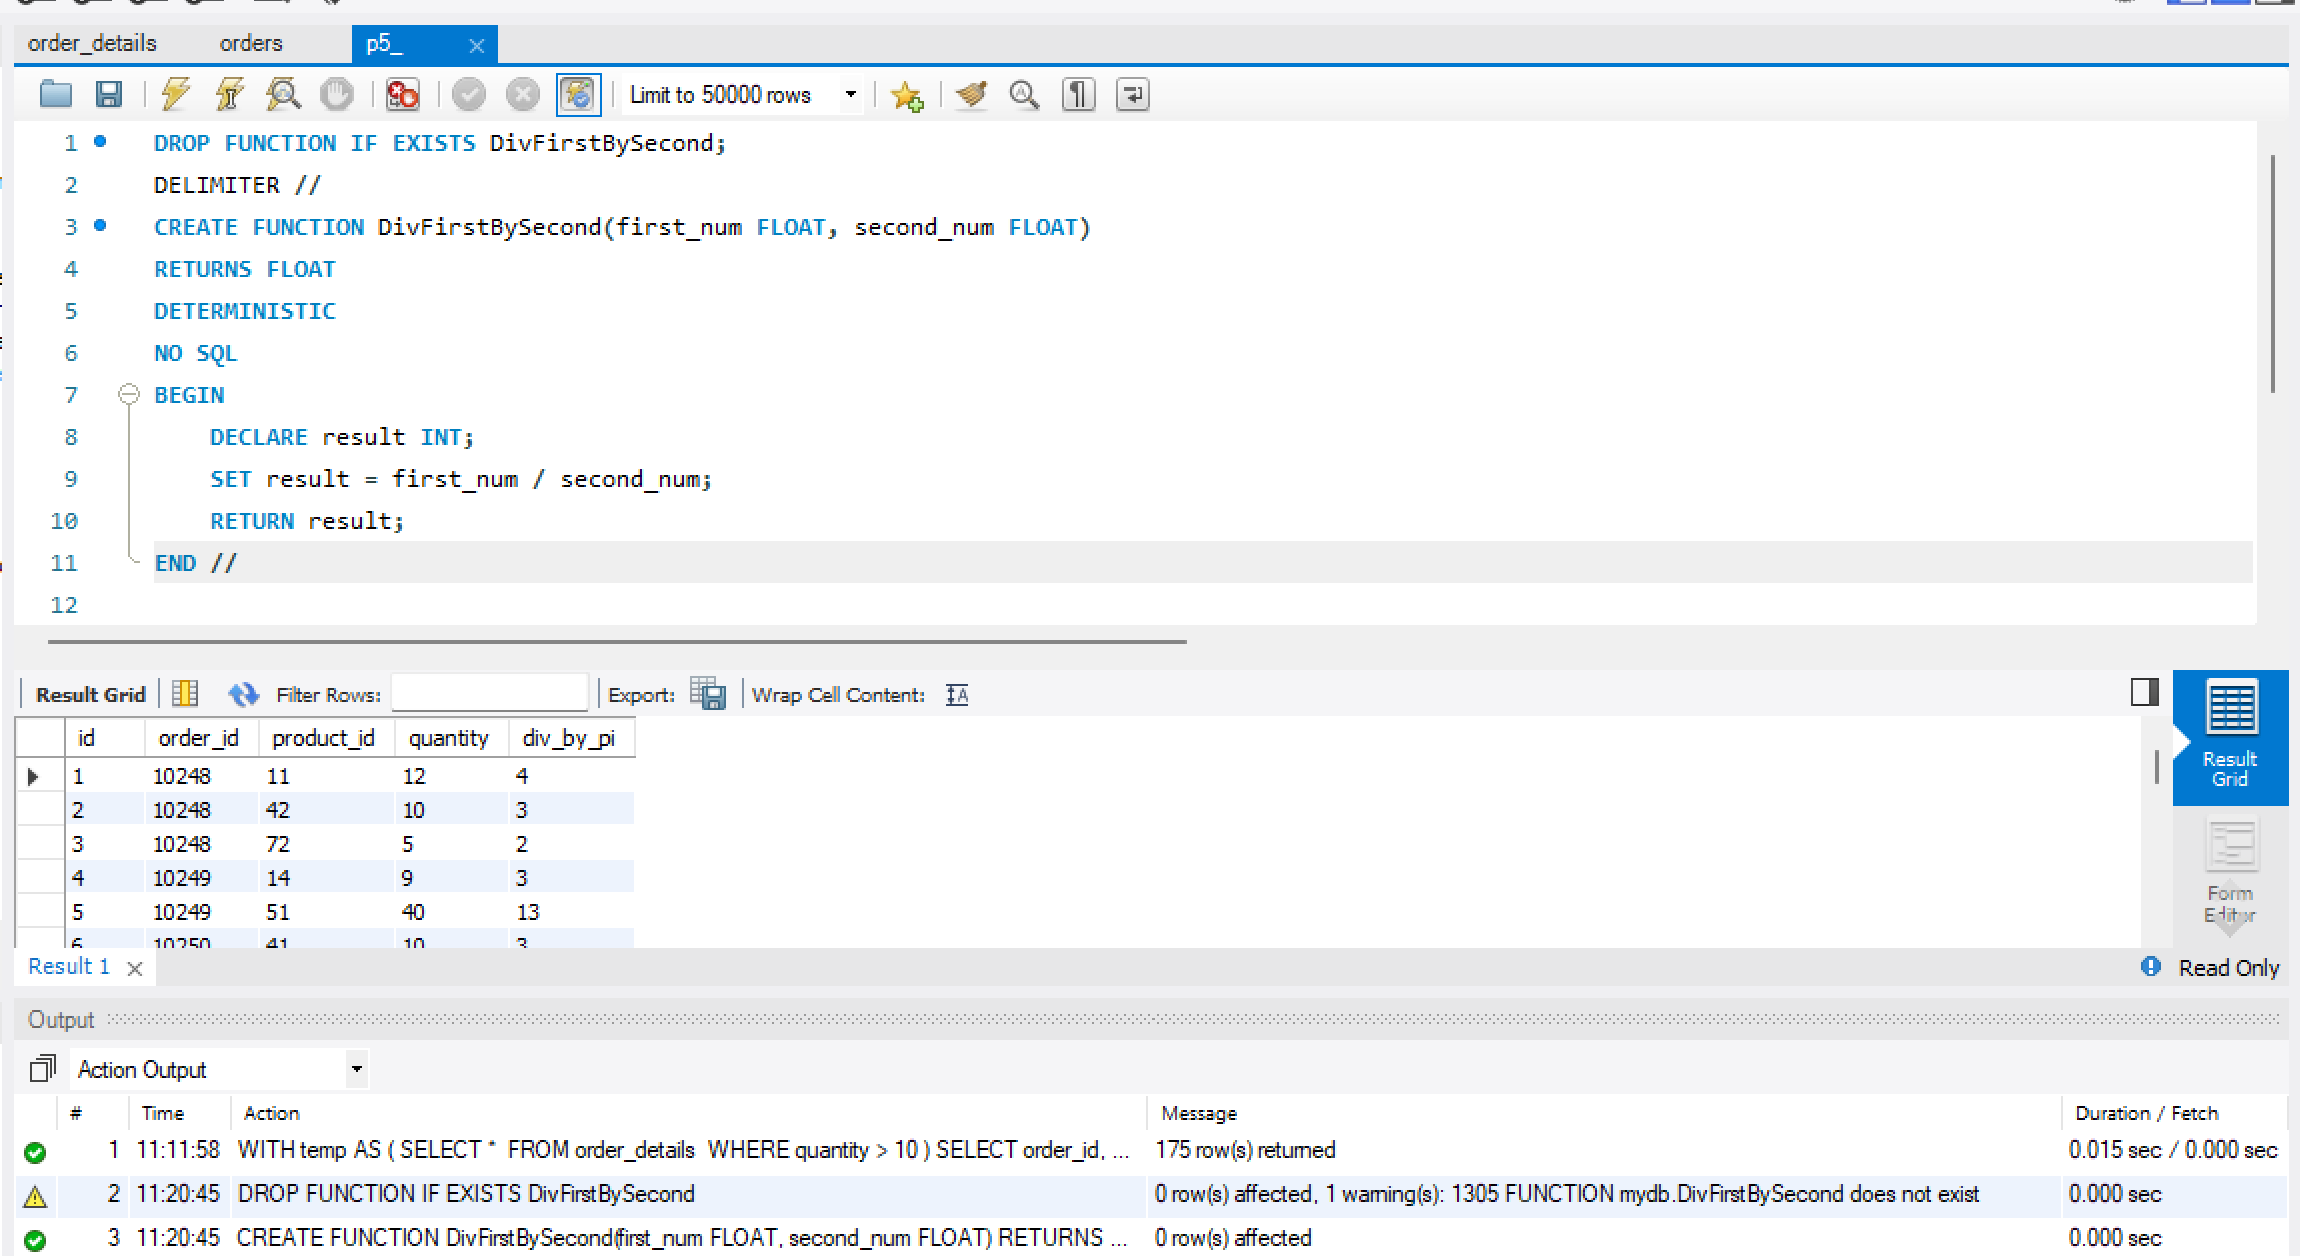 order_details orders p5_
Limit to 50000 rows
1 DROP FUNCTION IF EXISTS DivFirstBySecond;
2 DELIMITER //
3 CREATE FUNCTION DivFirstBySecond(first_num FLOAT, second_num FLOAT)
4 RETURNS FLOAT
5 DETERMINISTIC
6 NO SQL
7 BEGIN
8 DECLARE result INT;
9 SET result = first_num / second_num;
10 RETURN result;
11 END //
12
Result Grid Filter Rows: Export: Wrap Cell Content:
id order_id product_id quantity div_by_pi
1 10248 11 12 4
2 10248 42 10 3
3 10248 72 5 2
4 10249 14 9 3
5 10249 51 40 13
6 10250 41 10 3
Result
Grid
Form
Editor
Result 1 Read Only
Output
Action Output
# Time Action Message Duration / Fetch
1 11:11:58 WITH temp AS ( SELECT * FROM order_details WHERE quantity > 10 ) SELECT order_id, ... 175 row(s) returned 0.015 sec / 0.000 sec
2 11:20:45 DROP FUNCTION IF EXISTS DivFirstBySecond 0 row(s) affected, 1 warning(s): 1305 FUNCTION mydb.DivFirstBySecond does not exist 0.000 sec
3 11:20:45 CREATE FUNCTION DivFirstBySecond(first_num FLOAT, second_num FLOAT) RETURNS ... 0 row(s) affected 0.000 sec